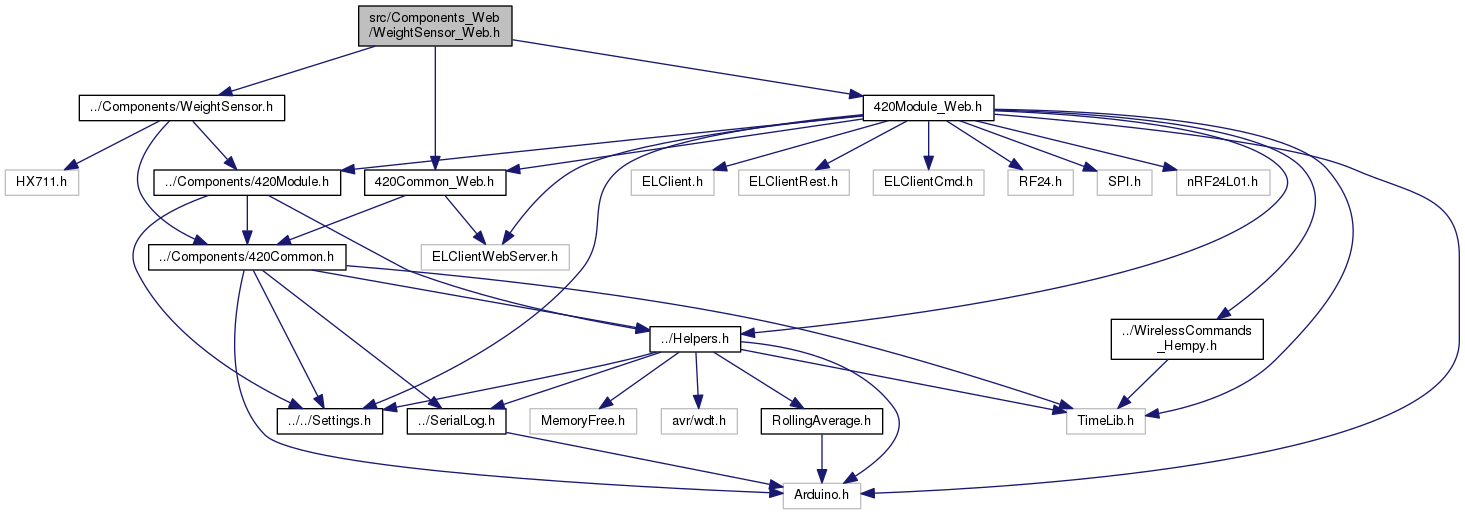 src/Components_Web
/WeightSensor_Web.h
../Components/WeightSensor.h
420Module_Web.h
HX711.h
../Components/420Module.h
420Common_Web.h
ELClient.h
ELClientRest.h
ELClientCmd.h
RF24.h
SPI.h
nRF24L01.h
../Components/420Common.h
ELClientWebServer.h
../Helpers.h
../WirelessCommands
_Hempy.h
../../Settings.h
../SerialLog.h
MemoryFree.h
avr/wdt.h
RollingAverage.h
TimeLib.h
Arduino.h